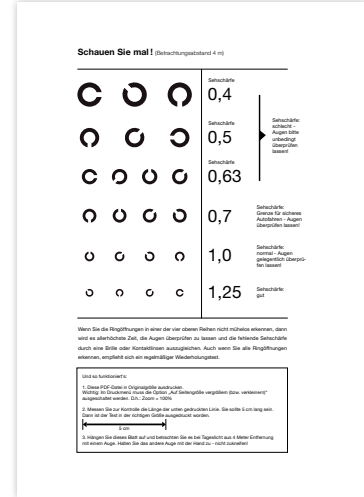 Schauen Sie mal! (Betrachtungsabstand 4 m)
Sehschärfe
0,4
Sehschärfe
0,5
Sehschärfe
0,63
Sehschärfe:
schlecht -
Augen bitte
unbedingt
überprüfen
lassen!
0,7
Sehschärfe:
Grenze für sicheres
Autofahren - Augen
überprüfen lassen!
1,0
Sehschärfe:
normal - Augen
gelegentlich überprü-
fen lassen!
1,25
Sehschärfe:
gut
Wenn Sie die Ringöffnungen in einer der vier oberen Reihen nicht mühelos erkennen, dann
wird es allerhöchste Zeit, die Augen überprüfen zu lassen und die fehlende Sehschärfe
durch eine Brille oder Kontaktlinsen auszugleichen. Auch wenn Sie alle Ringöffnungen
erkennen, empfiehlt sich ein regelmäßiger Wiederholungstest.
Und so funktioniert's:
1. Diese PDF-Datei in Originalgröße ausdrucken.
Wichtig: Im Druckmenü muss die Option „Auf Seitengröße vergrößern (bzw. verkleinern)"
ausgeschaltet werden. D.h.: Zoom = 100%
2. Messen Sie zur Kontrolle die Länge der unten gedruckten Linie. Sie sollte 5 cm lang sein.
Dann ist der Test in der richtigen Größe ausgedruckt worden.
5 cm
3. Hängen Sie dieses Blatt auf und betrachten Sie es bei Tageslicht aus 4 Meter Entfernung
mit einem Auge. Halten Sie das andere Auge mit der Hand zu - nicht zukneifen!